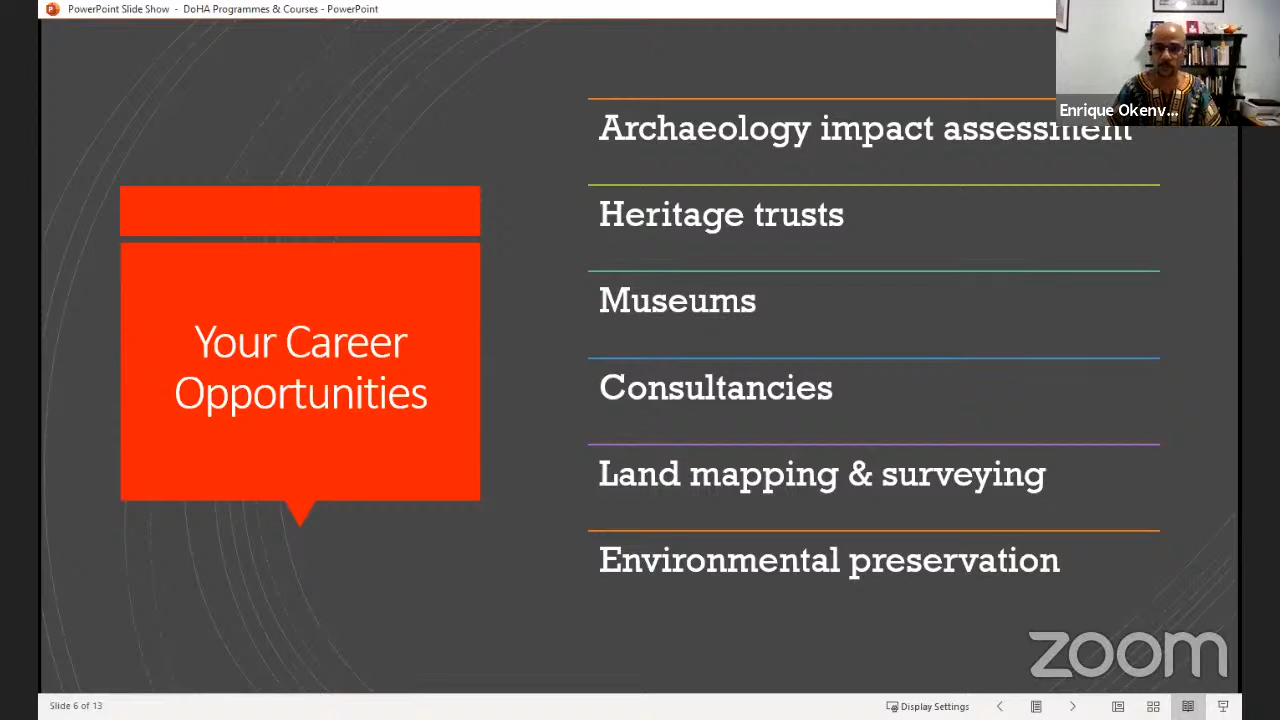 PowerPoint Slide Show - DoHA Programmes & Courses - PowerPoint
Enrique Okenv...
Archaeology impact assessment
Heritage trusts
Museums
Your Career
Opportunities
Consultancies
Land mapping & surveying
Environmental preservation
zoom
Slide 6 of 13
Display Settings